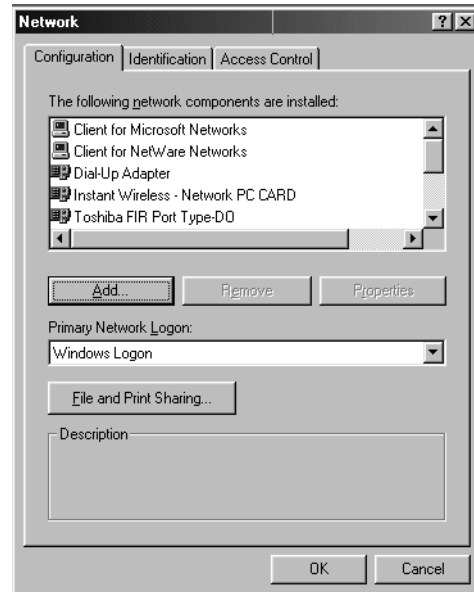 Network
Configuration Identification Access Control
The following network components are installed:
Client for Microsoft Networks
Client for NetWare Networks
Dial-Up Adapter
Instant Wireless - Network PC CARD
Toshiba FIR Port Type-DO
Add... Remove Properties
Primary Network Logon:
Windows Logon
File and Print Sharing...
Description
OK Cancel